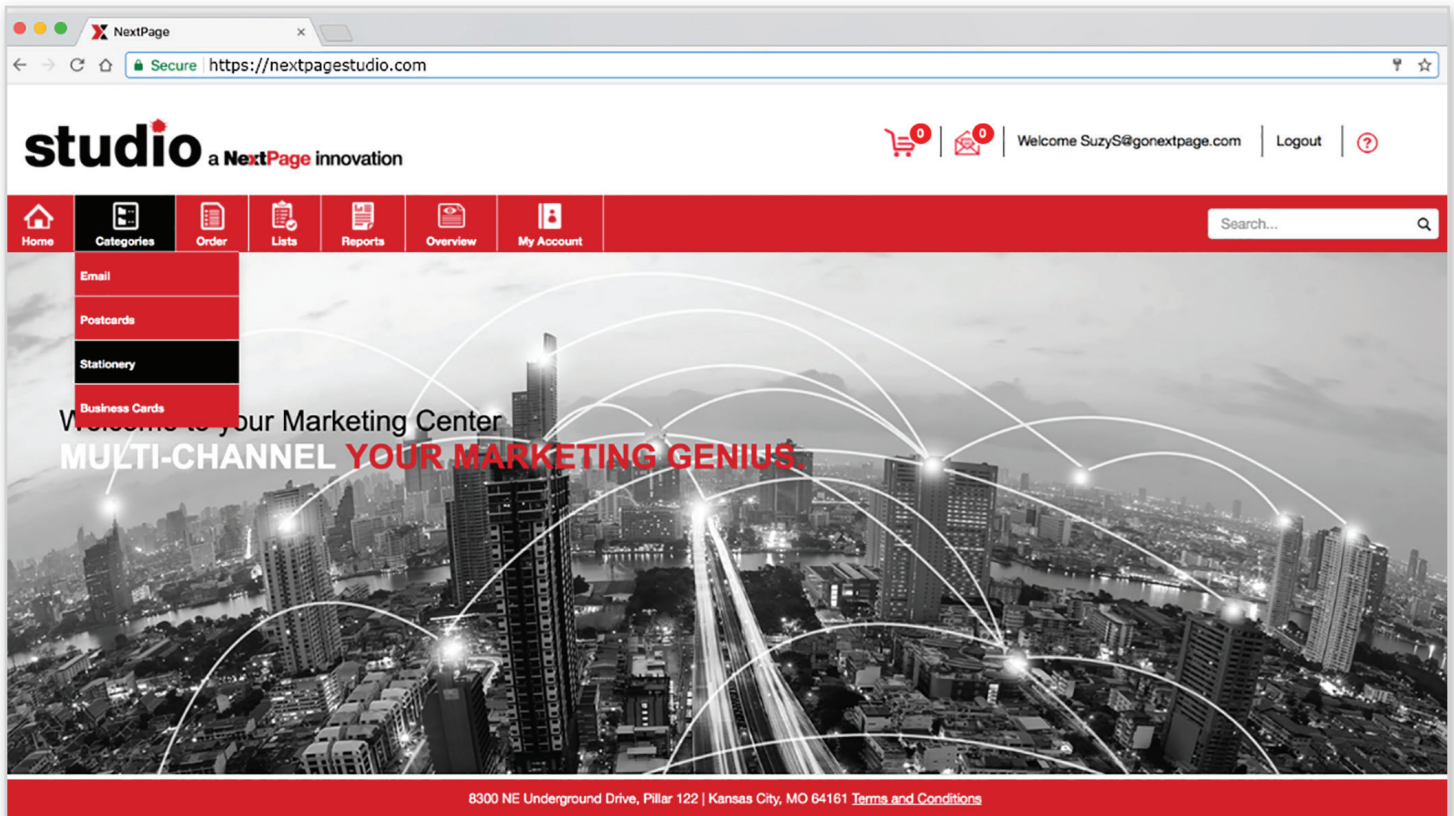 NextPage
Secure https://nextpagestudio.com
studio a NextPage innovation
0 0 Welcome SuzyS@gonextpage.com Logout ?
Home Categories Order Lists Reports Overview My Account Search...
Email
Postcards
Stationery
Business Cards
Welcome to your Marketing Center
MULTI-CHANNEL YOUR MARKETING GENIUS.
8300 NE Underground Drive, Pillar 122 | Kansas City, MO 64161 Terms and Conditions